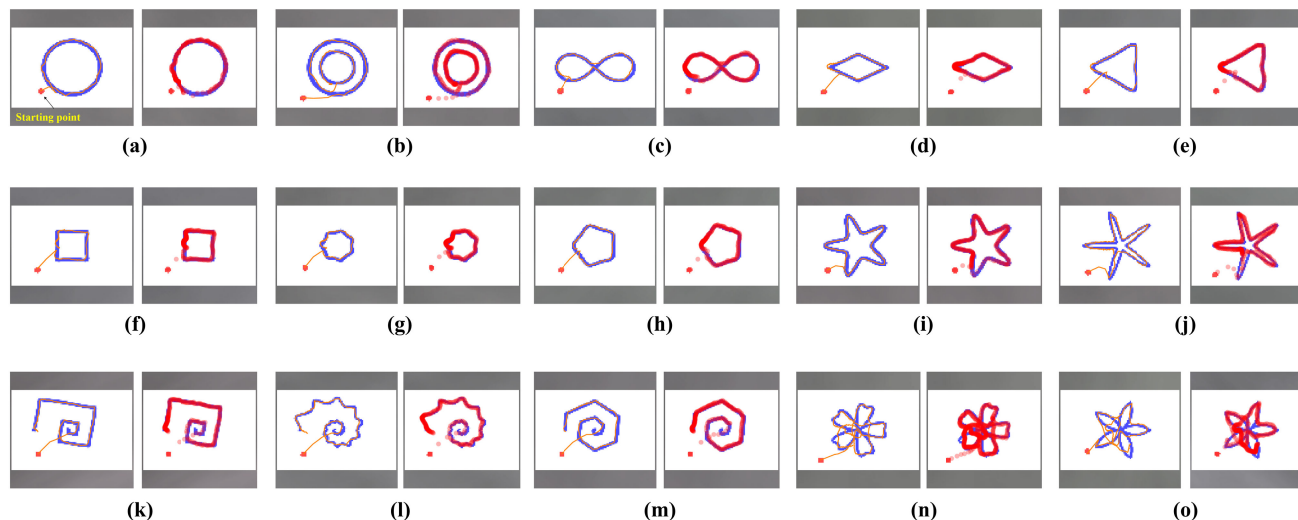 Starting point
(a) (b) (c) (d) (e)
(f) (g) (h) (i) (j)
(k) (l) (m) (n) (o)